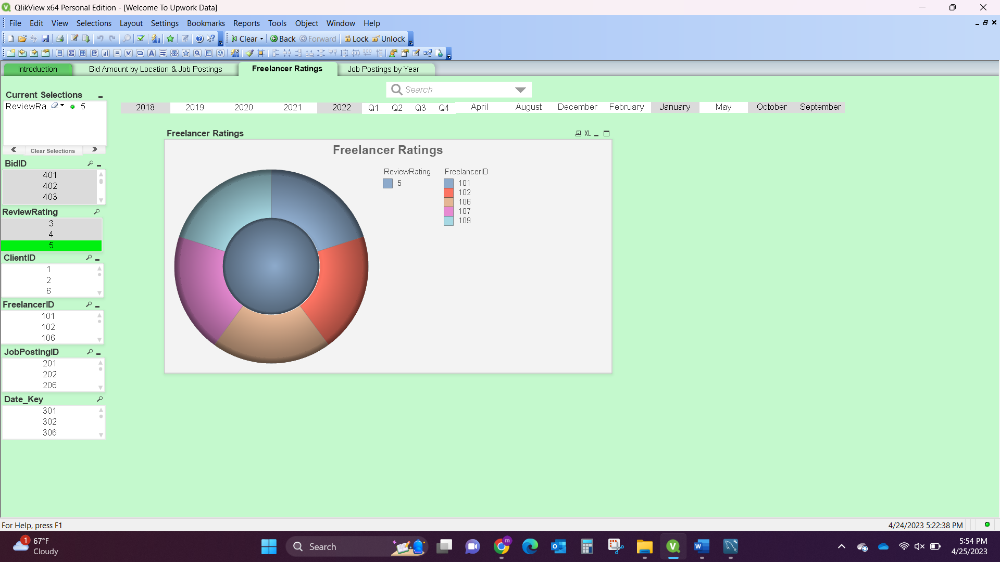 QlikView x64 Personal Edition - [Welcome To Upwork Data]
File Edit View Selections Layout Settings Bookmarks Reports Tools Object Window Help
Clear Back Forward Lock Unlock
Introduction Bid Amount by Location & Job Postings Freelancer Ratings Job Postings by Year
Search
Current Selections
ReviewRa... 5
2018 2019 2020 2021 2022 Q1 Q2 Q3 Q4 April August December February January May October September
Clear Selections
Freelancer Ratings XL
Freelancer Ratings
ReviewRating FreelancerID
5 101
102
106
107
109
BidID
401
402
403
ReviewRating
3
4
5
ClientID
1
2
6
FreelancerID
101
102
106
JobPostingID
201
202
206
Date_Key
301
302
306
For Help, press F1 4/24/2023 5:22:38 PM
1
67°F
Cloudy
Search
m
5:54 PM
4/25/2023